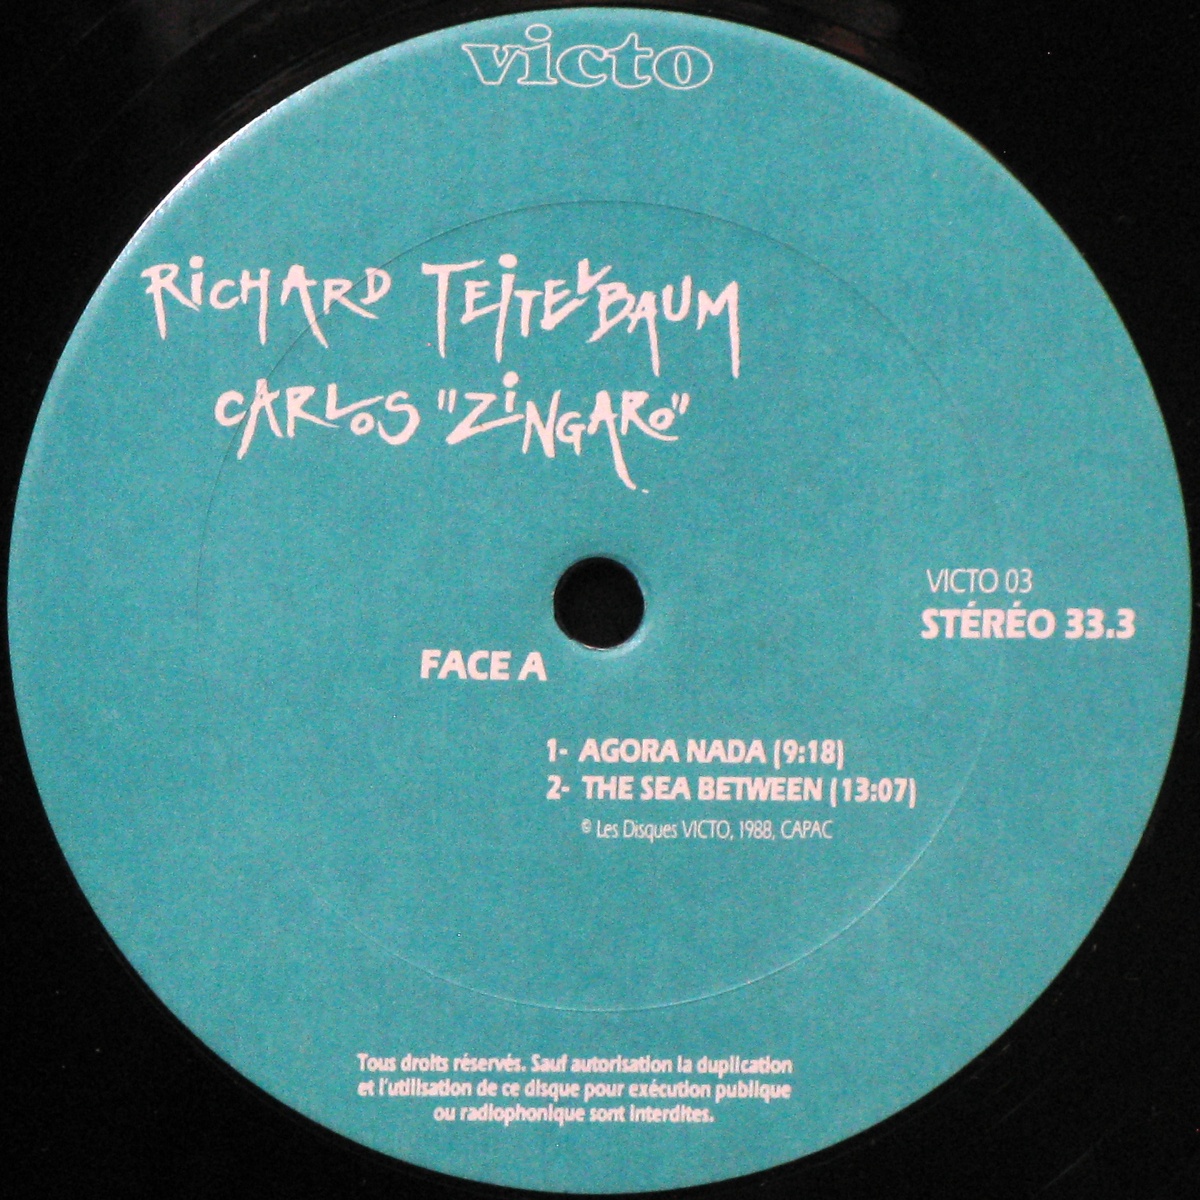 victo
RiCHARD TEiTELBAUM
CARLOS "ZiNGARO"
VICTO 03
STÉRÉO 33.3
FACE A
1- AGORA NADA (9:18)
2- THE SEA BETWEEN (13:07)
© Les Disques VICTO, 1988, CAPAC
Tous droits réservés. Sauf autorisation la duplication
et l'utilisation de ce disque pour exécution publique
ou radiophonique sont interdites.